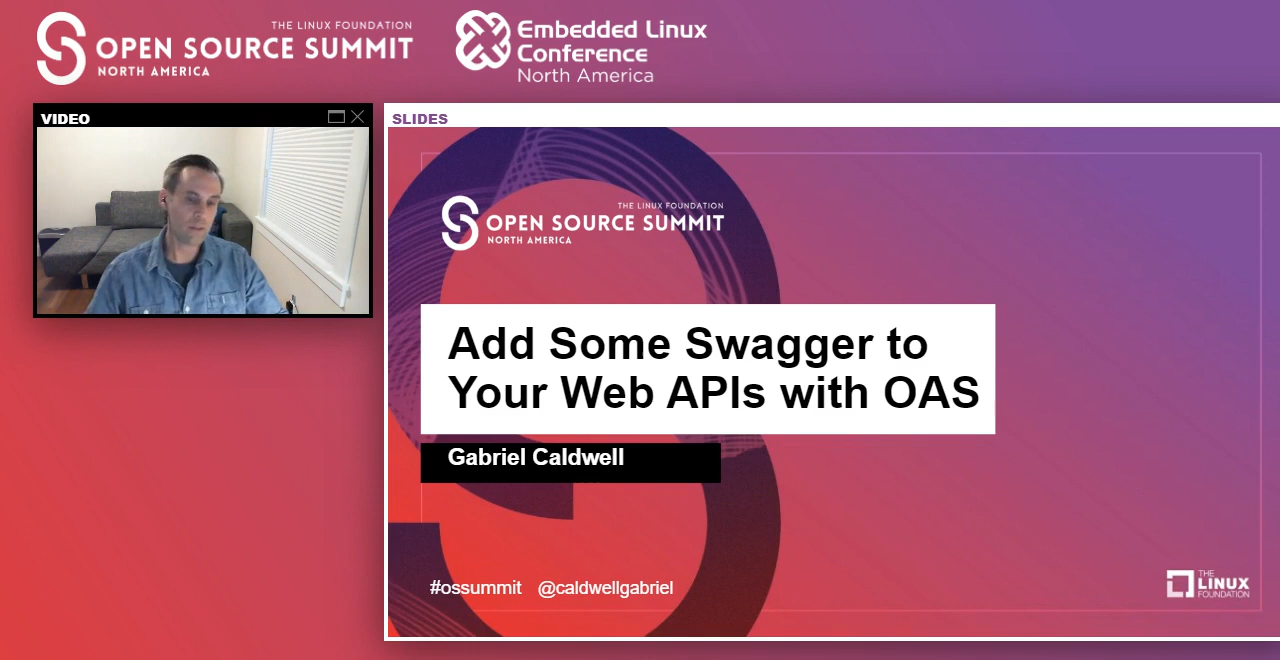 THE LINUX FOUNDATION
OPEN SOURCE SUMMIT
NORTH AMERICA
Embedded Linux
Conference
North America
VIDEO
SLIDES
THE LINUX FOUNDATION
OPEN SOURCE SUMMIT
NORTH AMERICA
Add Some Swagger to
Your Web APIs with OAS
Gabriel Caldwell
#ossummit @caldwellgabriel
THE
LINUX
FOUNDATION